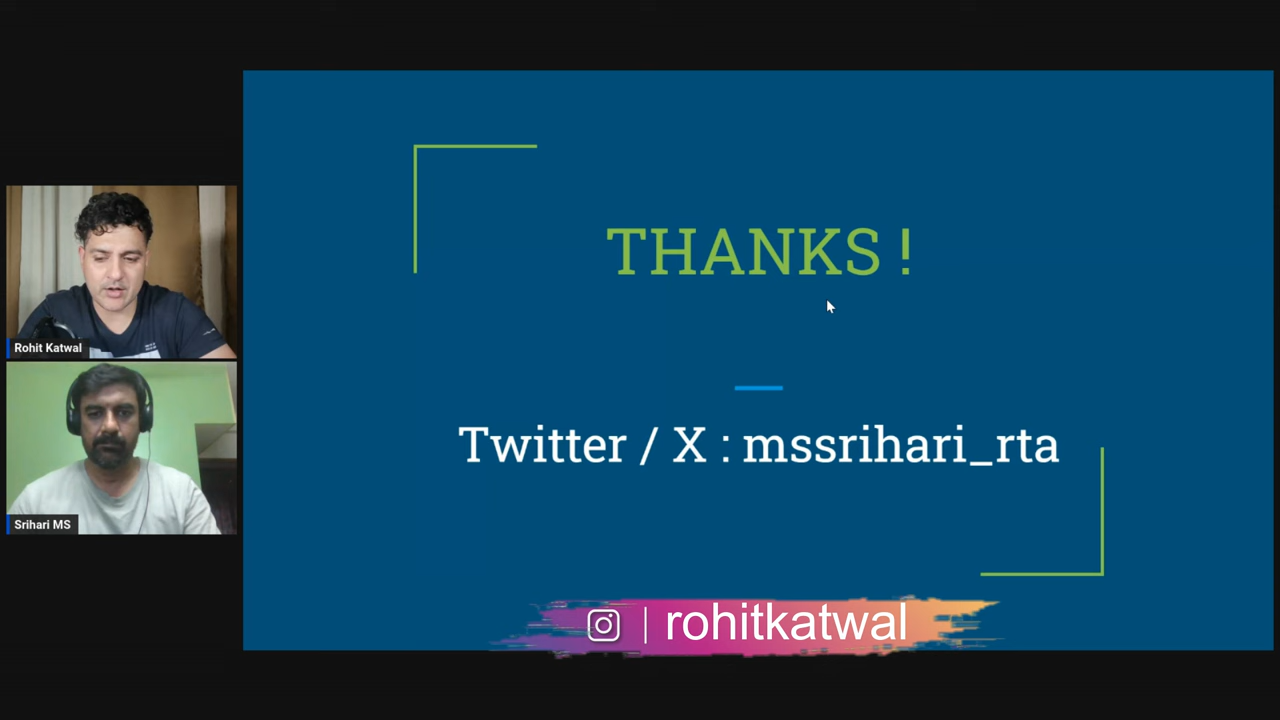 Rohit Katwal
Srihari MS
THANKS !
Twitter / X : mssrihari_rta
rohitkatwal